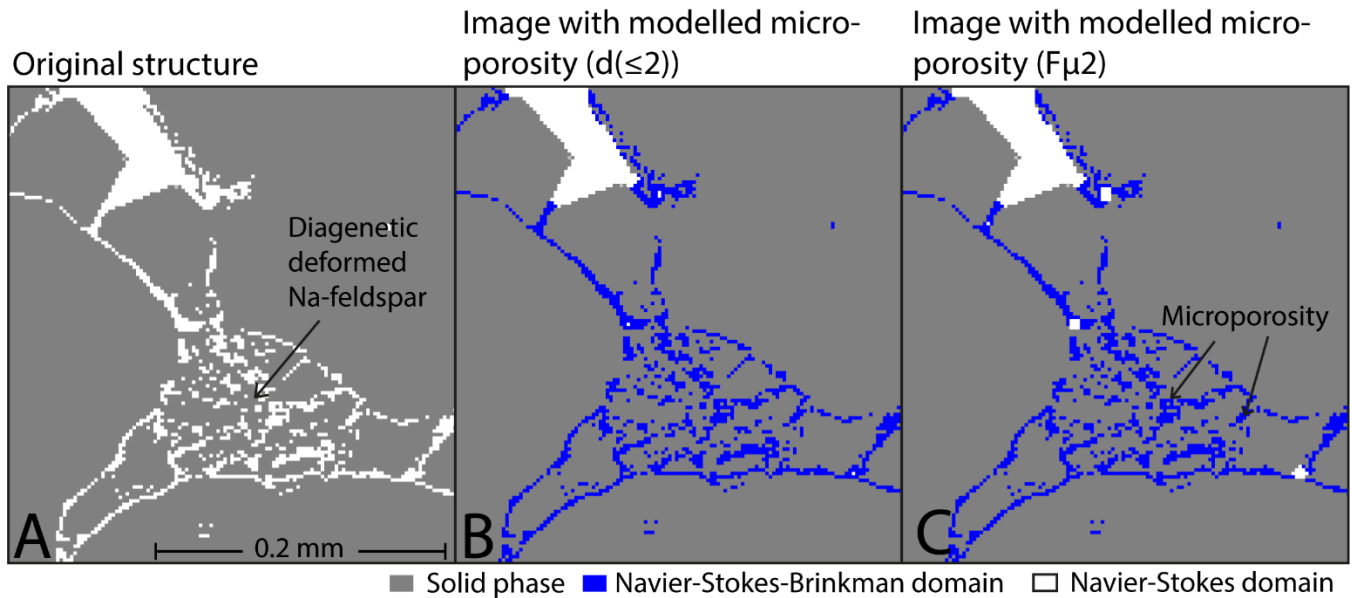 Original structure
Image with modelled micro-
porosity (d(≤2))
Image with modelled micro-
porosity (Fµ2)
Diagenetic
deformed
Na-feldspar
Microporosity
A
0.2 mm
B
C
Solid phase
Navier-Stokes-Brinkman domain
Navier-Stokes domain